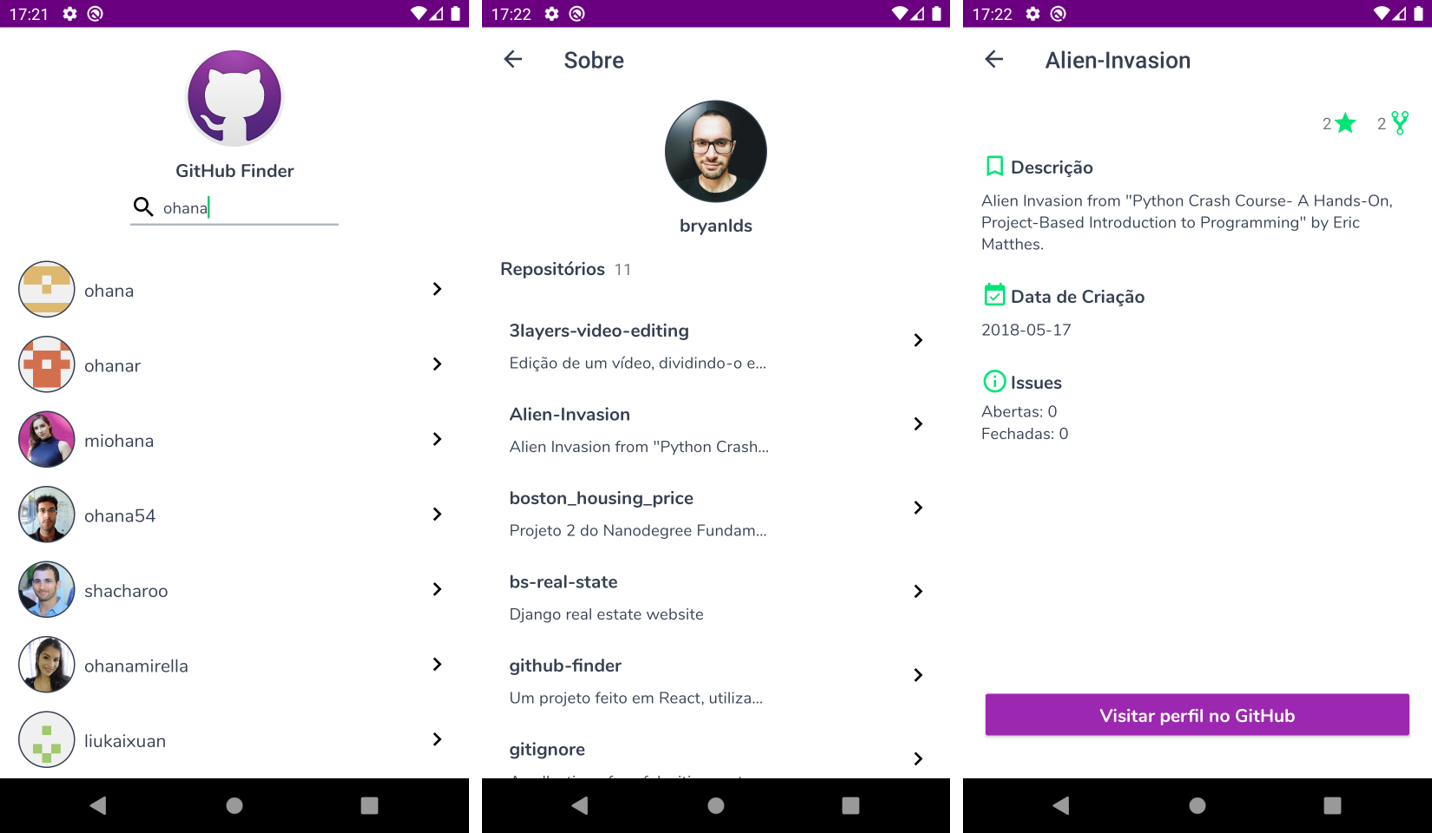 17:21
GitHub Finder
ohana
ohana
ohanar
miohana
ohana54
shacharoo
ohanamirella
liukaixuan
17:22
Sobre
bryanlds
Repositórios 11
3layers-video-editing
Edição de um vídeo, dividindo-o e...
Alien-Invasion
Alien Invasion from "Python Crash...
boston_housing_price
Projeto 2 do Nanodegree Fundam...
bs-real-state
Django real estate website
github-finder
Um projeto feito em React, utiliza...
gitignore
17:22
Alien-Invasion
2 2
Descrição
Alien Invasion from "Python Crash Course- A Hands-On,
Project-Based Introduction to Programming" by Eric
Matthes.
Data de Criação
2018-05-17
Issues
Abertas: 0
Fechadas: 0
Visitar perfil no GitHub